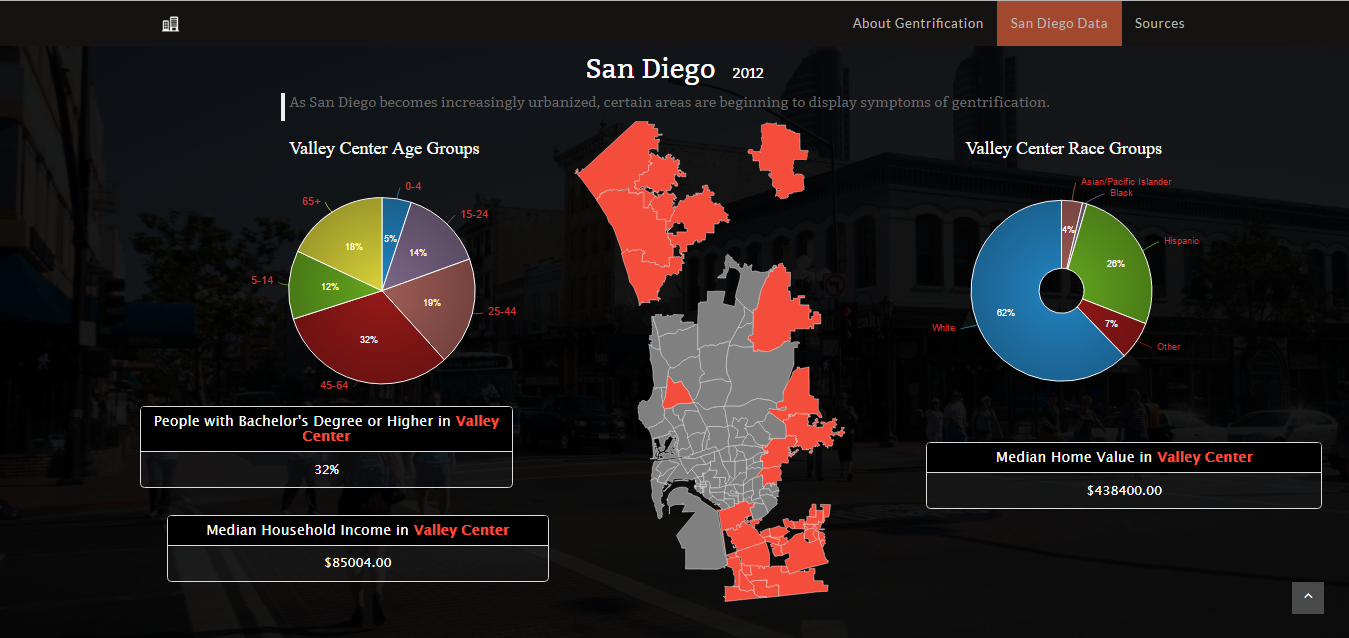 About Gentrification
San Diego Data
Sources
San Diego 2012
As San Diego becomes increasingly urbanized, certain areas are beginning to display symptoms of gentrification.
Valley Center Age Groups
0-4
15-24
25-44
45-64
5-14
65+
5%
14%
19%
32%
12%
18%
People with Bachelor's Degree or Higher in Valley
Center
32%
Median Household Income in Valley Center
$85004.00
Valley Center Race Groups
Asian/Pacific Islander
Black
Hispanic
Other
White
4%
26%
7%
62%
Median Home Value in Valley Center
$438400.00